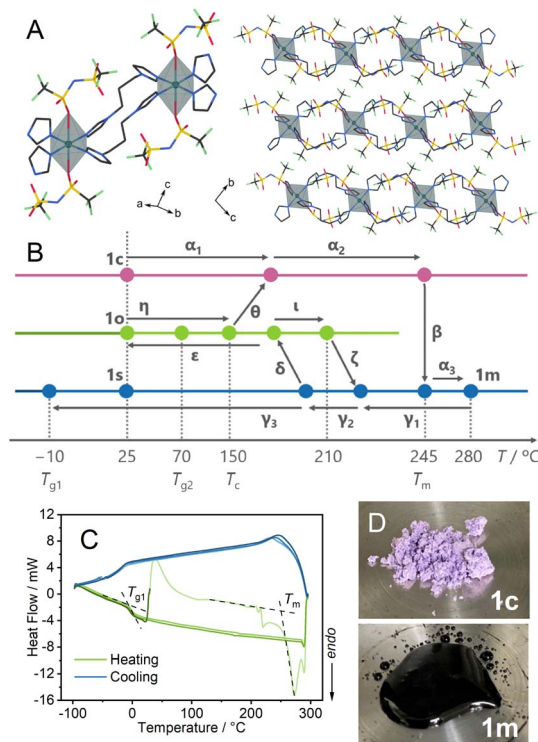 A
c
a
b
b
c
B
1c
α1
α2
1o
η
θ
ι
ε
δ
ζ
β
1s
α3
1m
γ3
γ2
γ1
−10
25
70
150
210
245
280
T / °C
Tg1
Tg2
Tc
Tm
C
8
4
0
-4
-8
-12
-16
Heat Flow / mW
Tg1
Tm
Heating
Cooling
endo
-100
0
100
200
300
Temperature / °C
D
1c
1m